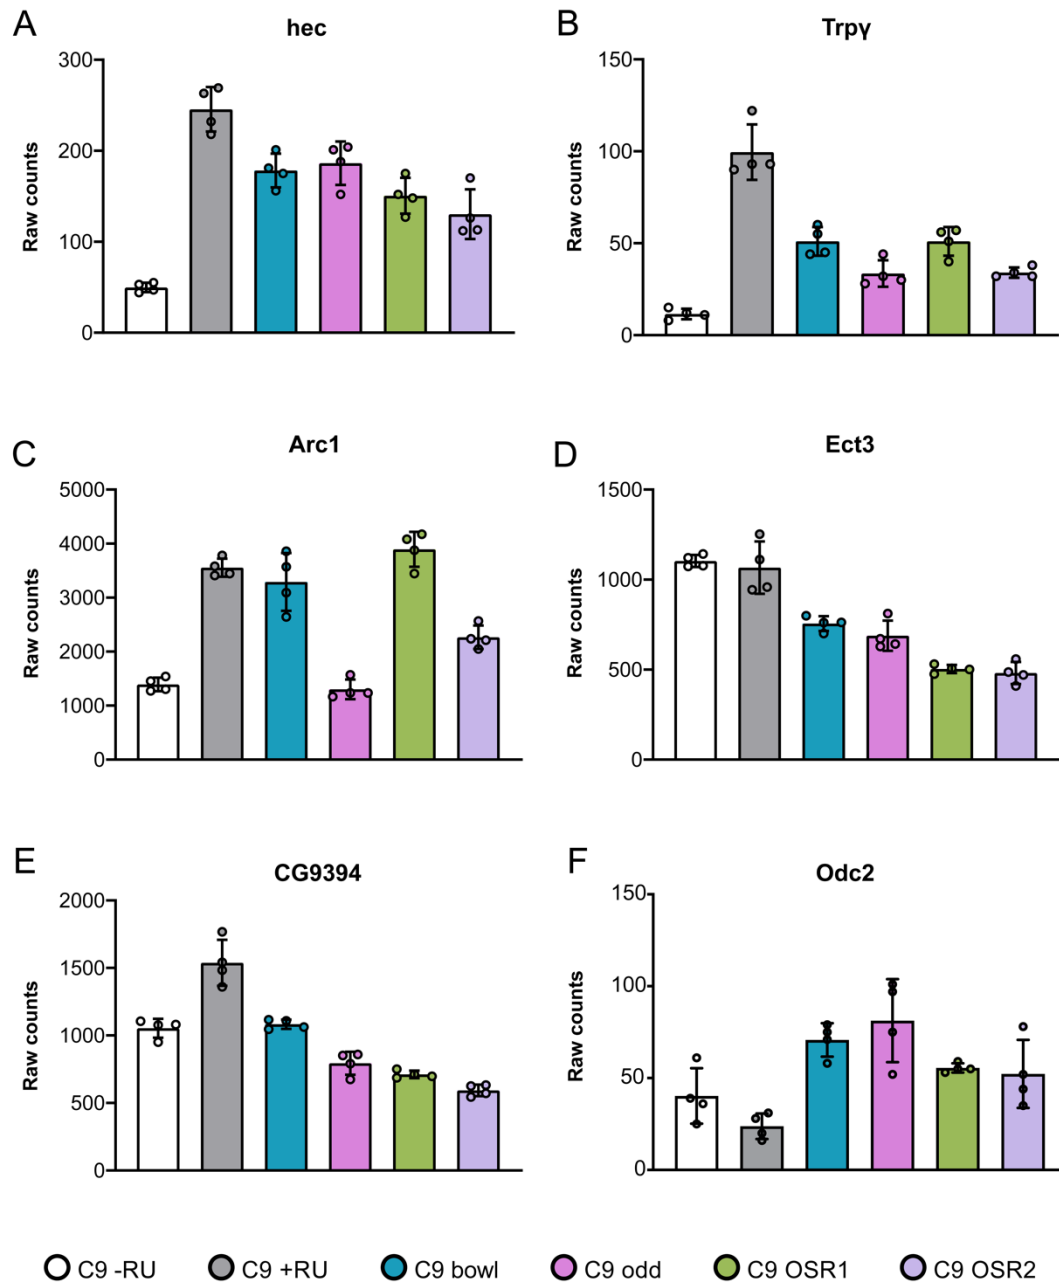 A
hec
Raw counts
300
200
100
0
B
Trpγ
Raw counts
150
100
50
0
C
Arc1
Raw counts
5000
4000
3000
2000
1000
0
D
Ect3
Raw counts
1500
1000
500
0
E
CG9394
Raw counts
2000
1500
1000
500
0
F
Odc2
Raw counts
150
100
50
0
C9 -RU C9 +RU C9 bowl C9 odd C9 OSR1 C9 OSR2